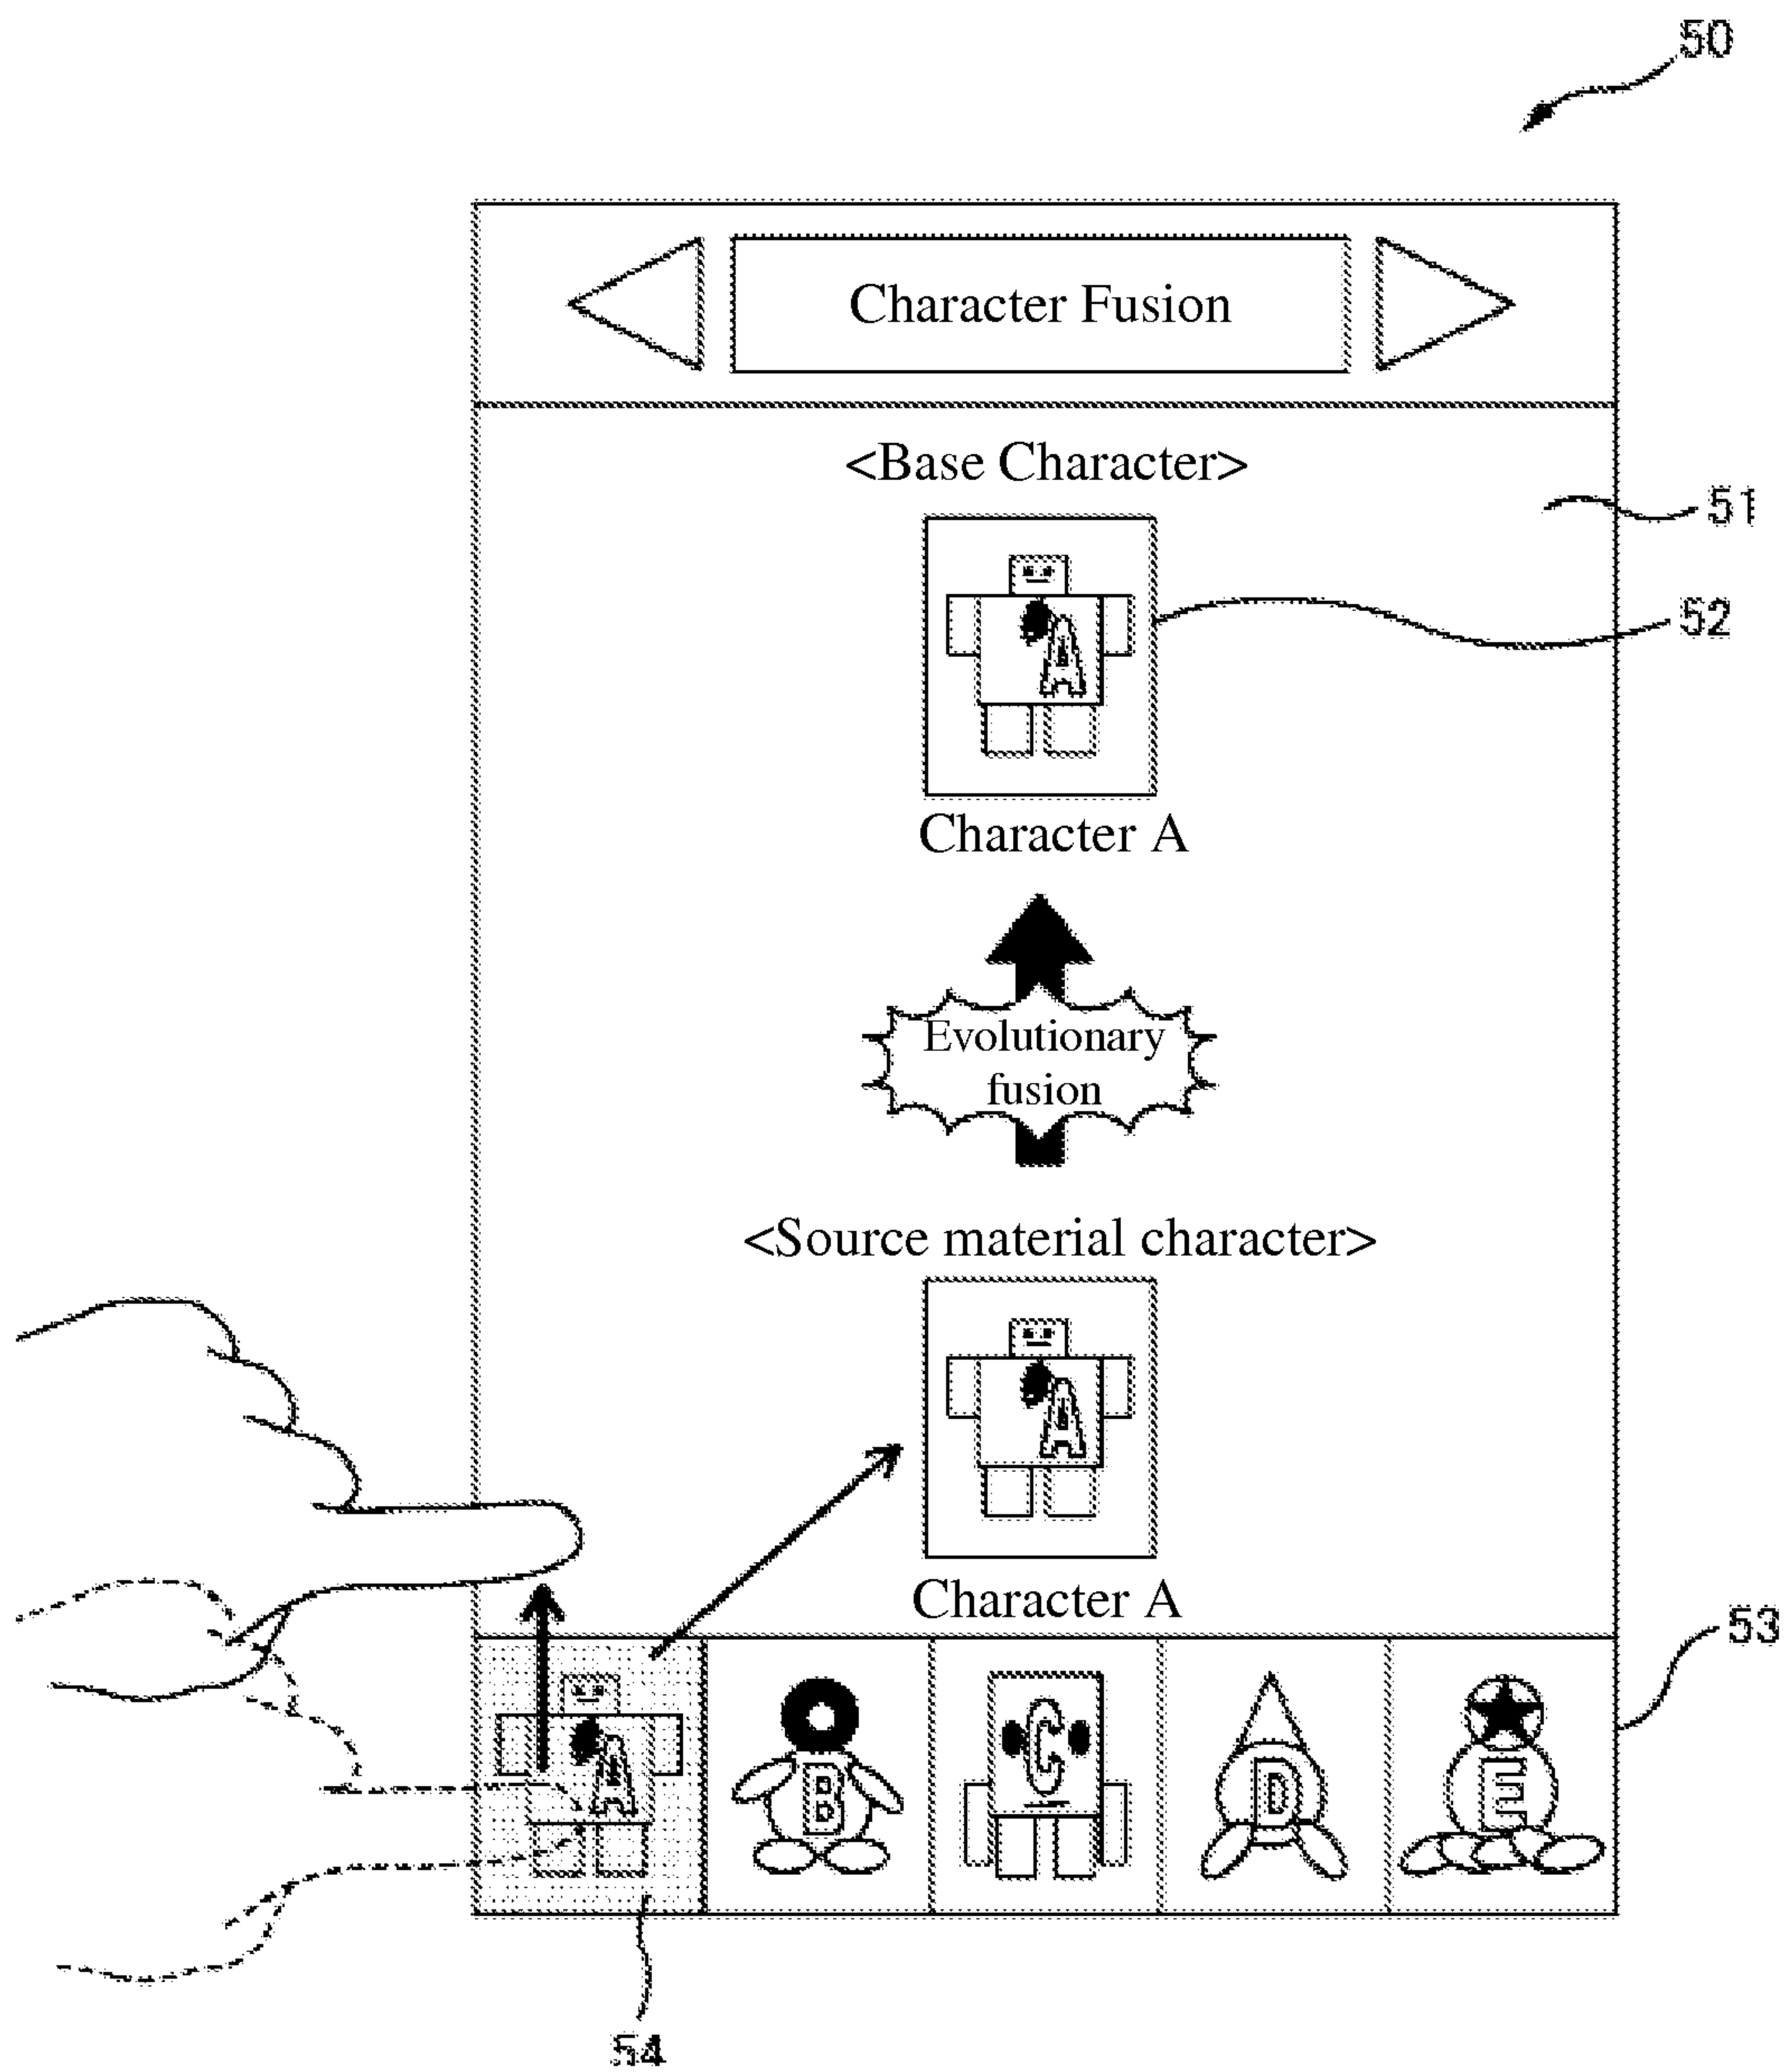 50
Character Fusion
<Base Character>
51
52
A
Character A
Evolutionary
fusion
<Source material character>
A
Character A
53
A
B
C
D
E
54